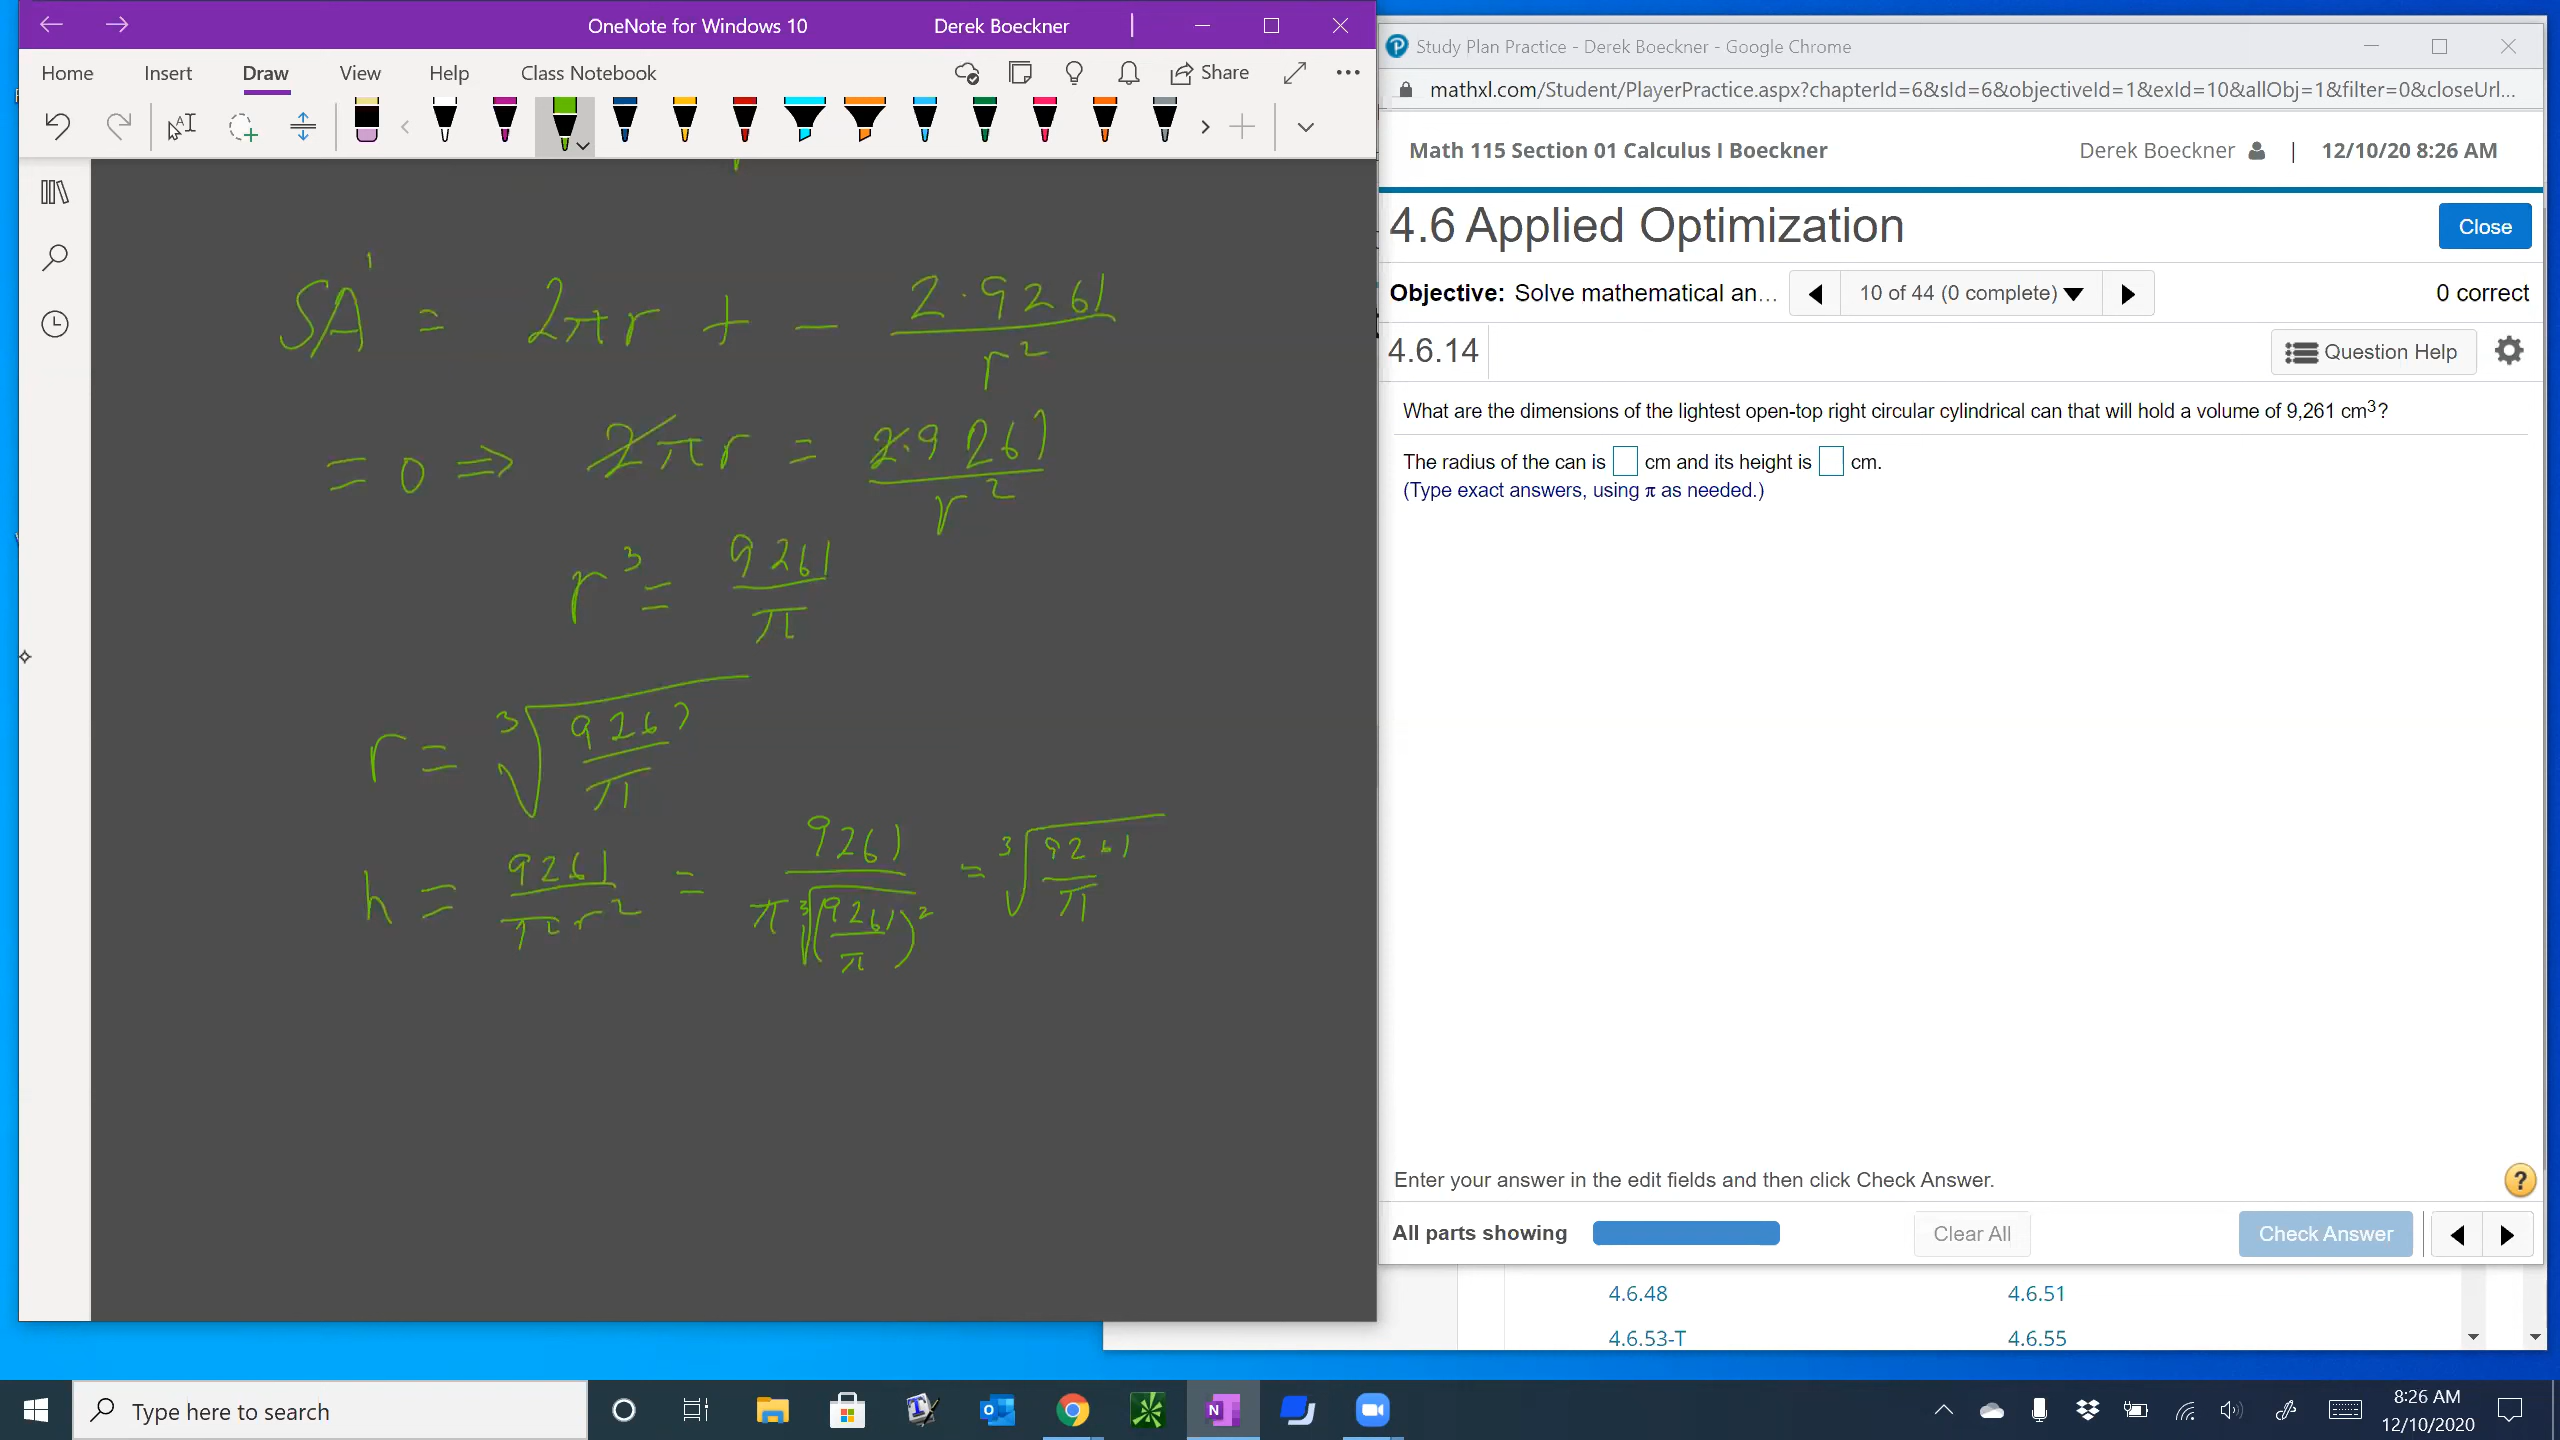 OneNote for Windows 10
Derek Boeckner
Home Insert Draw View Help Class Notebook
Share
SA' = 2πr + - 2·9261/r²
= 0 ⇒ 2πr = 2·9261/r²
r³ = 9261/π
r = ∛(9261/π)
h = 9261/πr² = 9261/π∛(9261/π)² = ∛(9261/π)
Study Plan Practice - Derek Boeckner - Google Chrome
mathxl.com/Student/PlayerPractice.aspx?chapterId=6&sId=6&objectiveId=1&exId=10&allObj=1&filter=0&closeUrl...
Math 115 Section 01 Calculus I Boeckner
Derek Boeckner | 12/10/20 8:26 AM
4.6 Applied Optimization
Close
Objective: Solve mathematical an...
10 of 44 (0 complete)
0 correct
4.6.14
Question Help
What are the dimensions of the lightest open-top right circular cylindrical can that will hold a volume of 9,261 cm³?
The radius of the can is cm and its height is cm.
(Type exact answers, using π as needed.)
Enter your answer in the edit fields and then click Check Answer.
?
All parts showing
Clear All
Check Answer
4.6.48 4.6.51
4.6.53-T 4.6.55
Type here to search
8:26 AM
12/10/2020